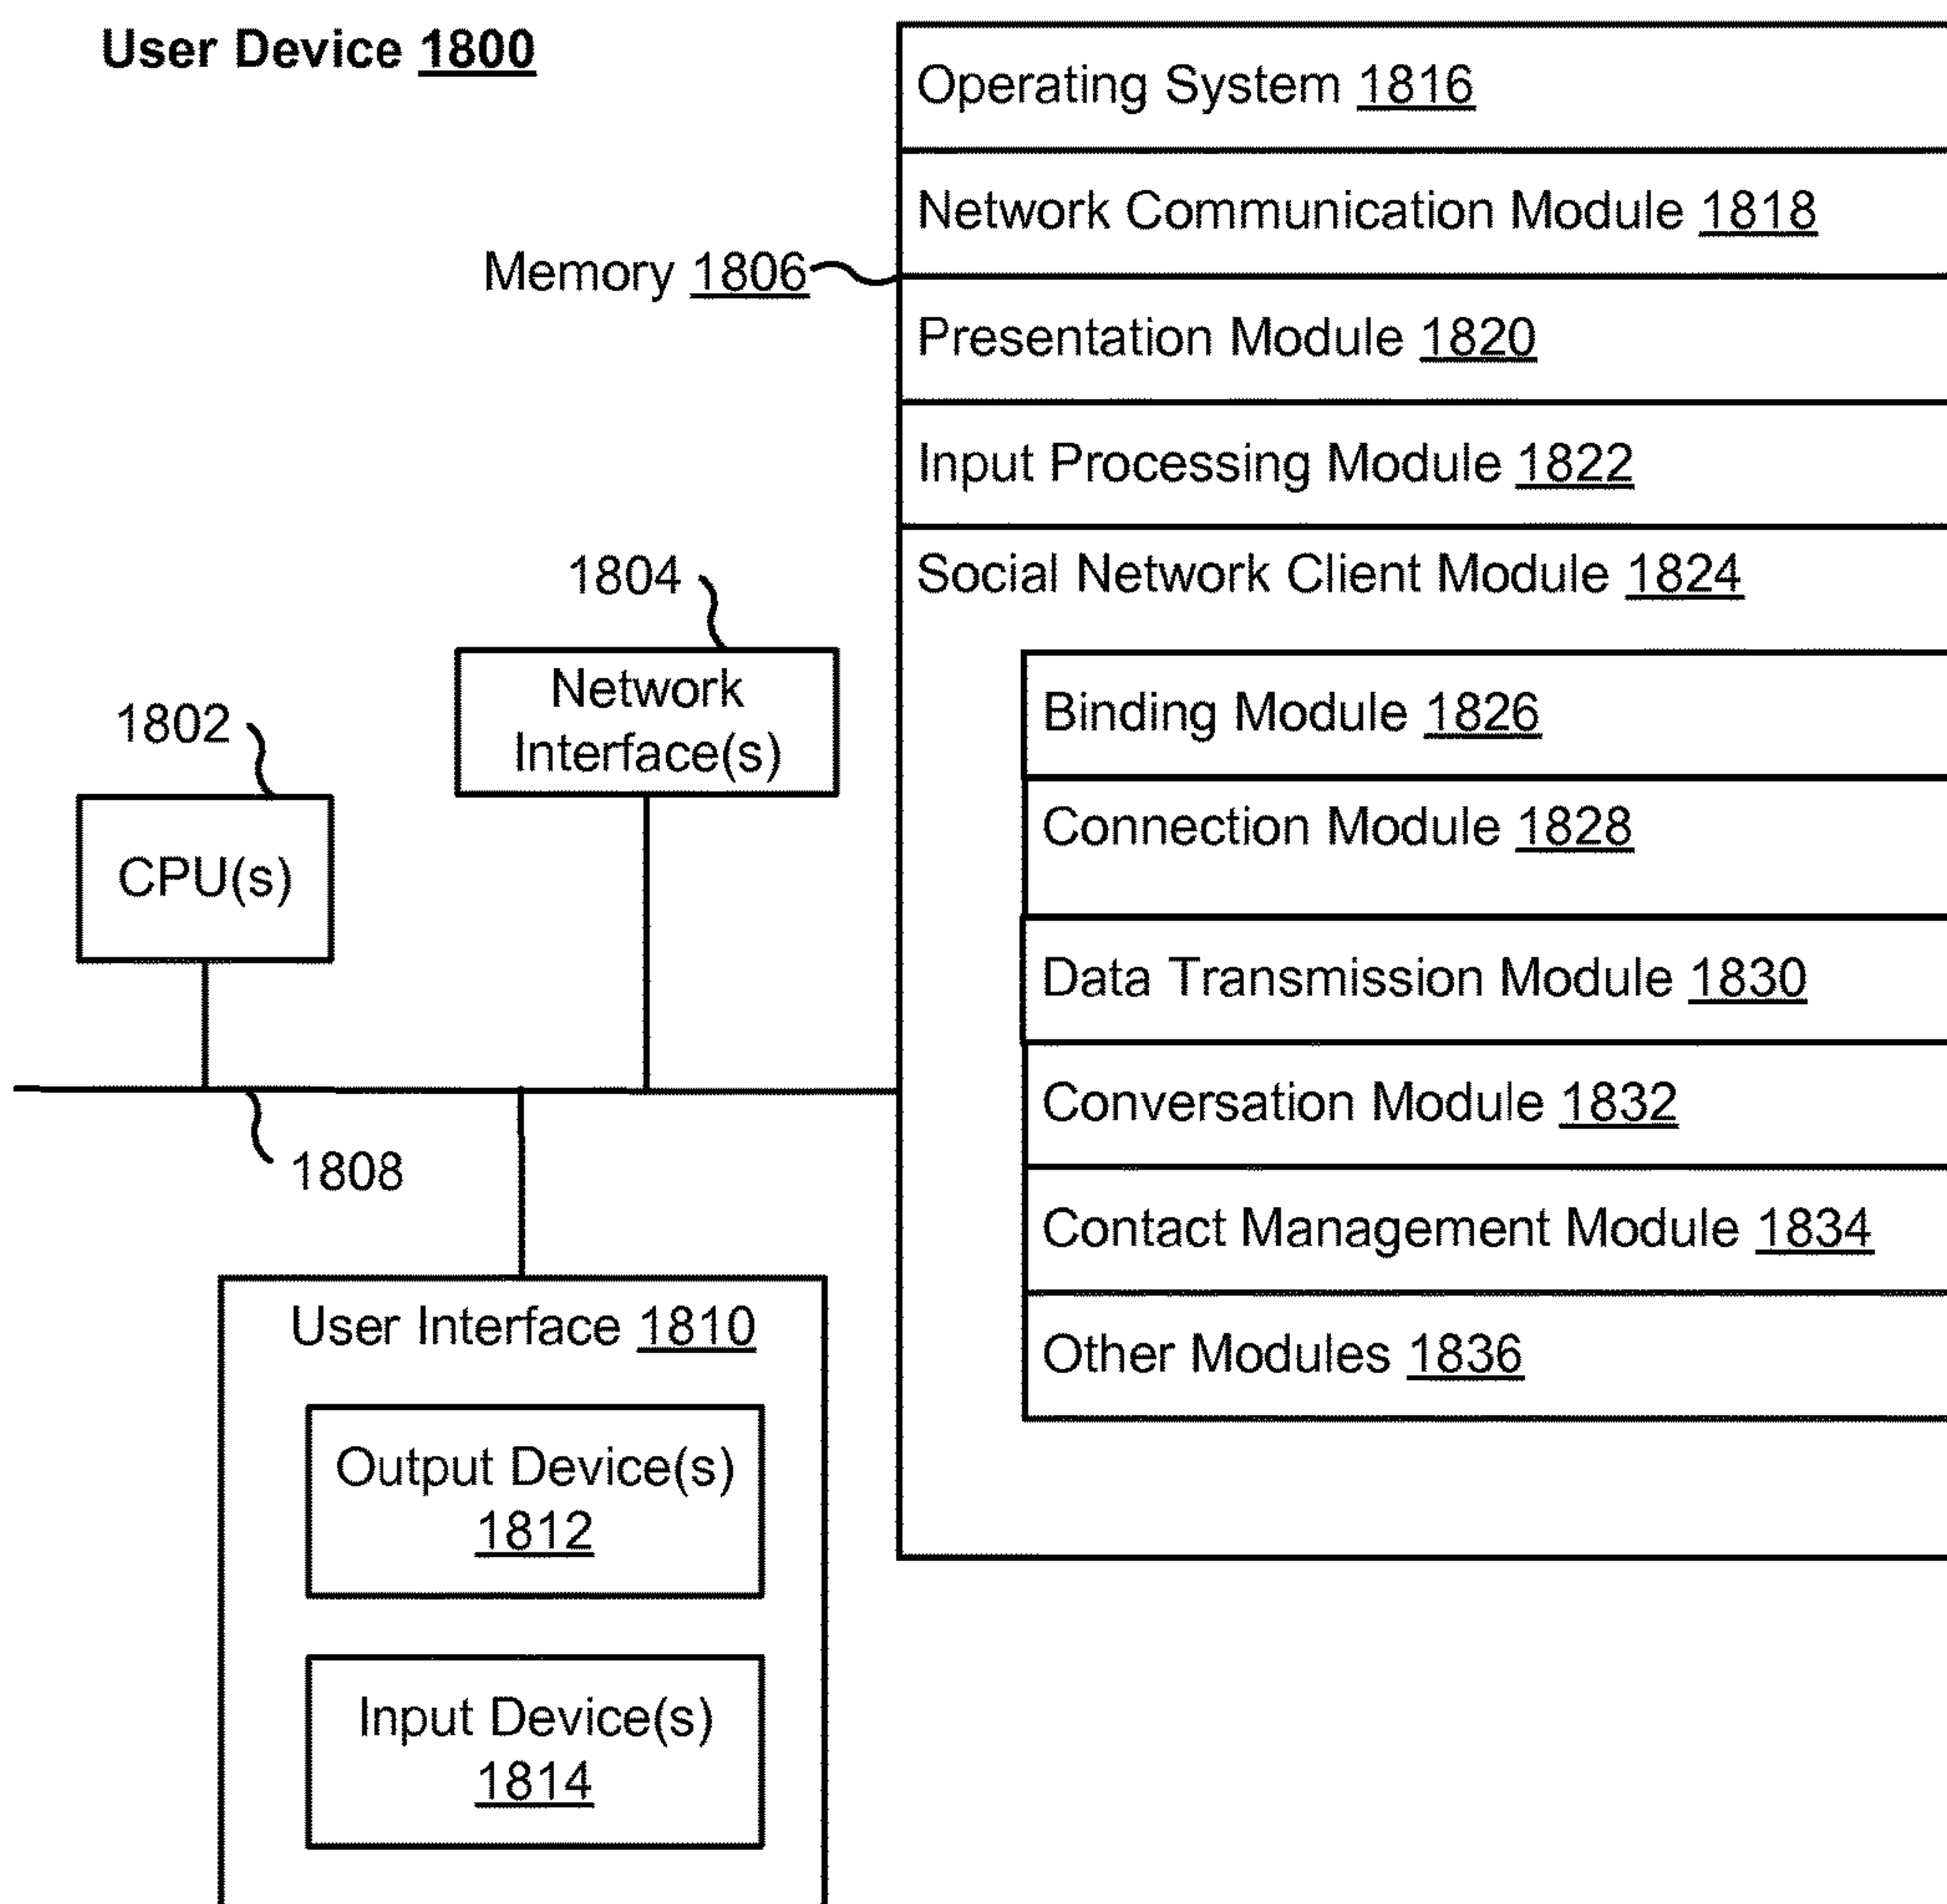 User Device 1800
Operating System 1816
Network Communication Module 1818
Memory 1806
Presentation Module 1820
Input Processing Module 1822
Social Network Client Module 1824
1804
Network
Interface(s)
1802
CPU(s)
Binding Module 1826
Connection Module 1828
Data Transmission Module 1830
Conversation Module 1832
1808
Contact Management Module 1834
Other Modules 1836
User Interface 1810
Output Device(s)
1812
Input Device(s)
1814